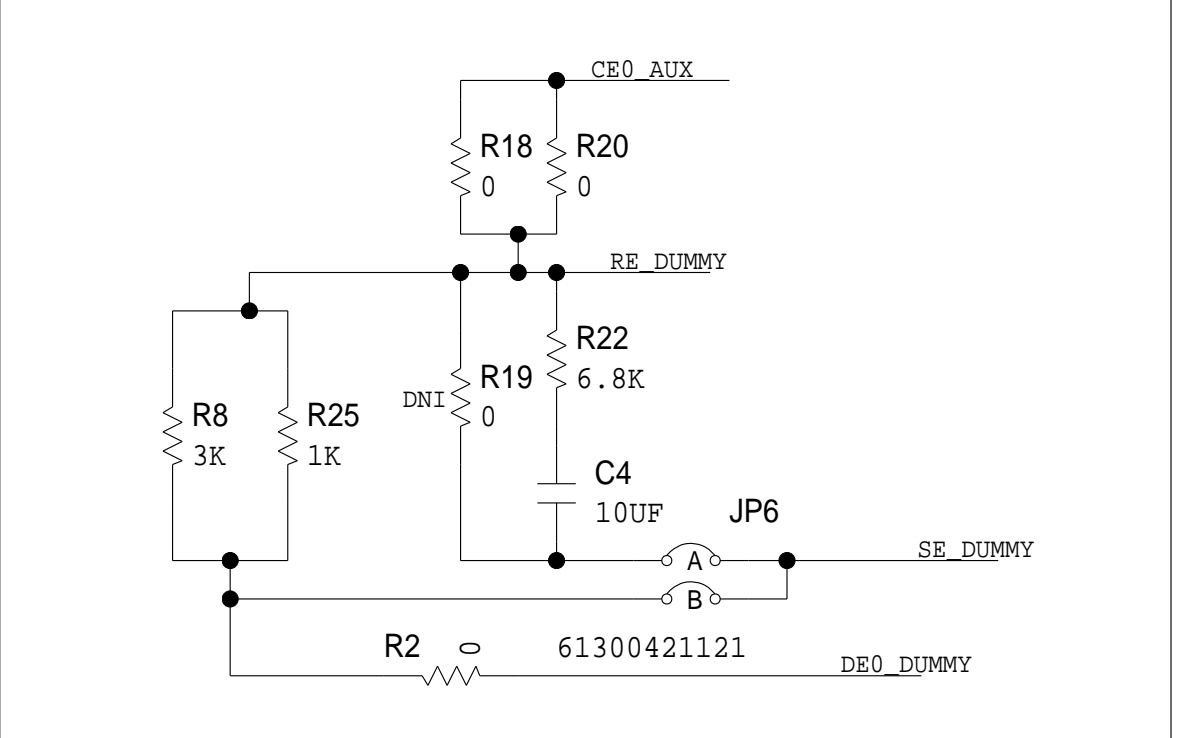 CE0_AUX
R18
0
R20
0
RE_DUMMY
R22
6.8K
R19
DNI
0
R8
3K
R25
1K
C4
10UF
JP6
A
SE_DUMMY
B
R2
0
61300421121
DE0_DUMMY